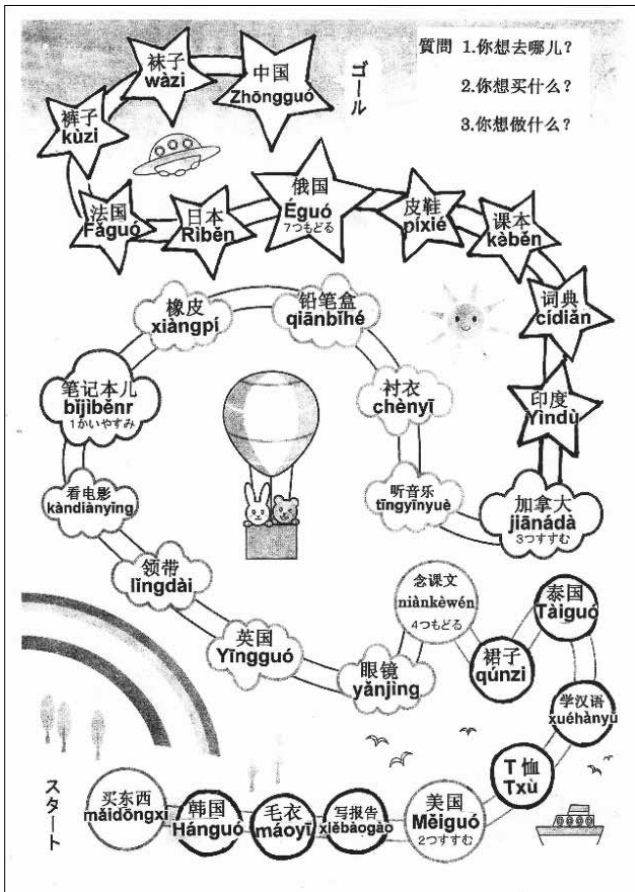 質問 1.你想去哪儿?
2.你想买什么?
3.你想做什么?
ゴール
中国
Zhōngguó
袜子
wàzi
裤子
kùzi
法国
Fǎguó
日本
Rìběn
俄国
Éguó
7つもどる
皮鞋
píxié
课本
kèběn
词典
cídiǎn
印度
Yìndù
加拿大
jiānádà
3つすすむ
听音乐
tīngyīnyuè
衬衣
chènyī
铅笔盒
qiānbǐhé
橡皮
xiàngpí
笔记本儿
bǐjìběnr
1かいやすみ
看电影
kàndiànyǐng
领带
lǐngdài
英国
Yīngguó
眼镜
yǎnjìng
念课文
niànkèwén
4つもどる
裙子
qúnzi
泰国
Tàiguó
学汉语
xuéhànyǔ
T恤
Txù
美国
Měiguó
2つすすむ
写报告
xiěbàogào
毛衣
máoyī
韩国
Hánguó
买东西
mǎidōngxi
スタート